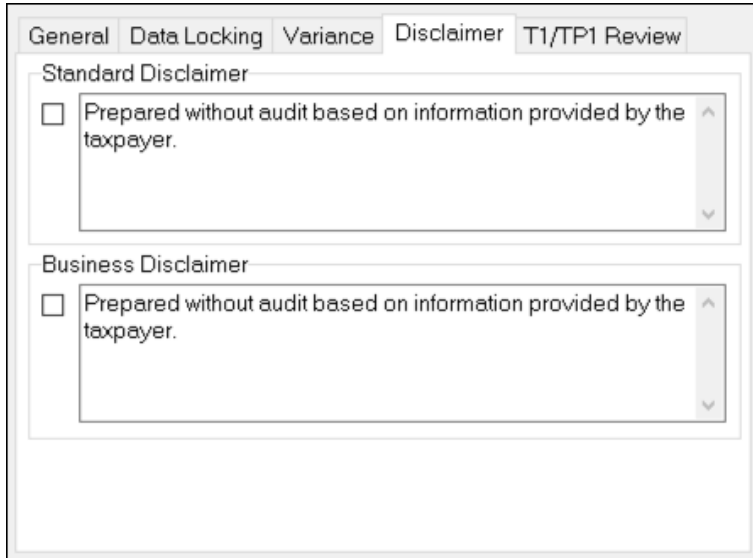 General Data Locking Variance Disclaimer T1/TP1 Review
Standard Disclaimer
Prepared without audit based on information provided by the
taxpayer.
Business Disclaimer
Prepared without audit based on information provided by the
taxpayer.